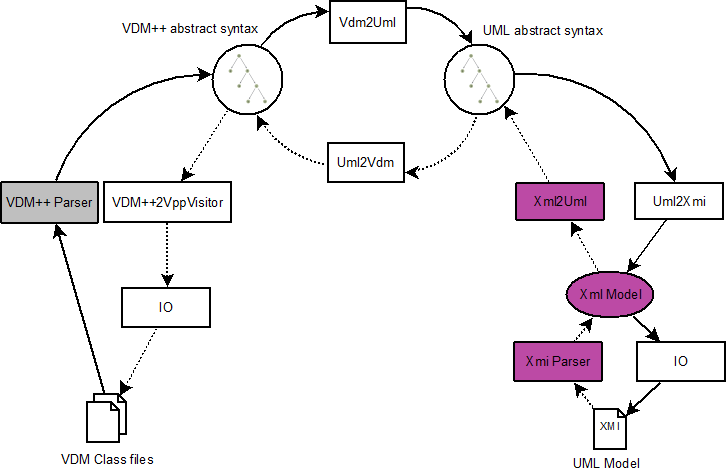 VDM++ abstract syntax
Vdm2Uml
UML abstract syntax
Uml2Vdm
VDM++ Parser
VDM++2VppVisitor
Xml2Uml
Uml2Xmi
IO
Xml Model
Xmi Parser
IO
XMI
VDM Class files
UML Model